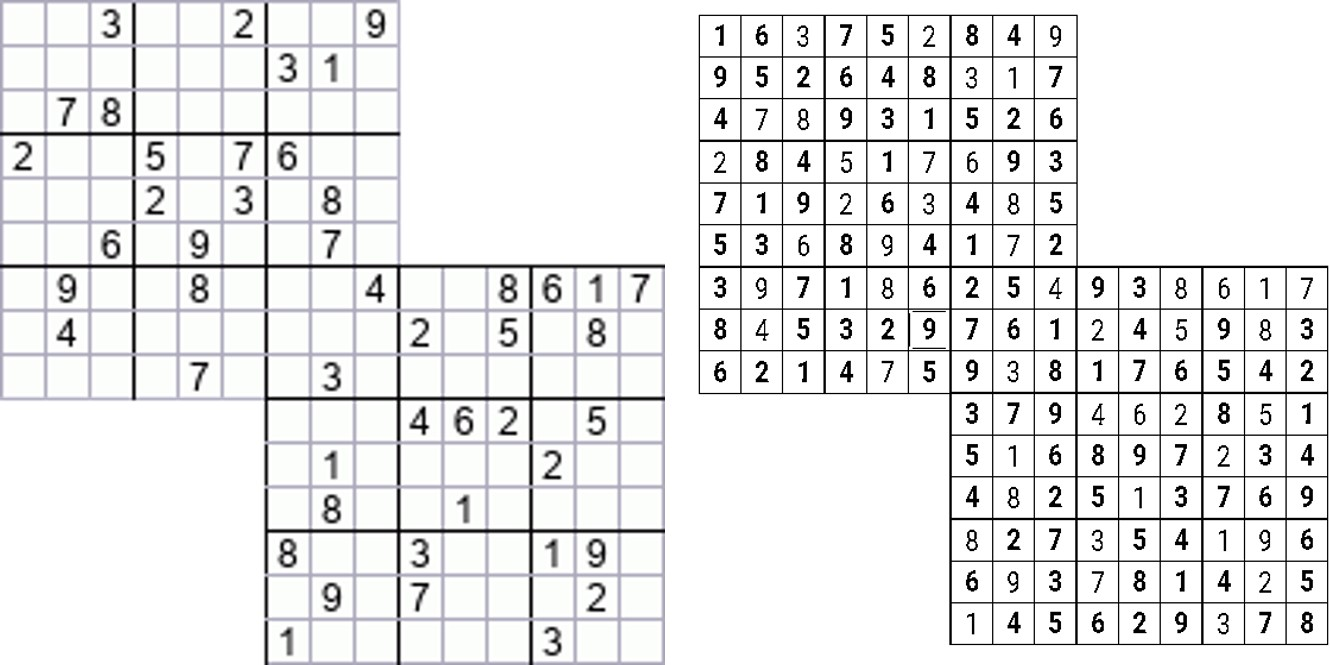 3 2 9
3 1
7 8
2 5 7 6
2 3 8
6 9 7
9 8 4 8 6 1 7
4 2 5 8
7 3
4 6 2 5
1 2
8 1
8 3 1 9
9 7 2
1 3
1 6 3 7 5 2 8 4 9
9 5 2 6 4 8 3 1 7
4 7 8 9 3 1 5 2 6
2 8 4 5 1 7 6 9 3
7 1 9 2 6 3 4 8 5
5 3 6 8 9 4 1 7 2
3 9 7 1 8 6 2 5 4 9 3 8 6 1 7
8 4 5 3 2 9 7 6 1 2 4 5 9 8 3
6 2 1 4 7 5 9 3 8 1 7 6 5 4 2
3 7 9 4 6 2 8 5 1
5 1 6 8 9 7 2 3 4
4 8 2 5 1 3 7 6 9
8 2 7 3 5 4 1 9 6
6 9 3 7 8 1 4 2 5
1 4 5 6 2 9 3 7 8